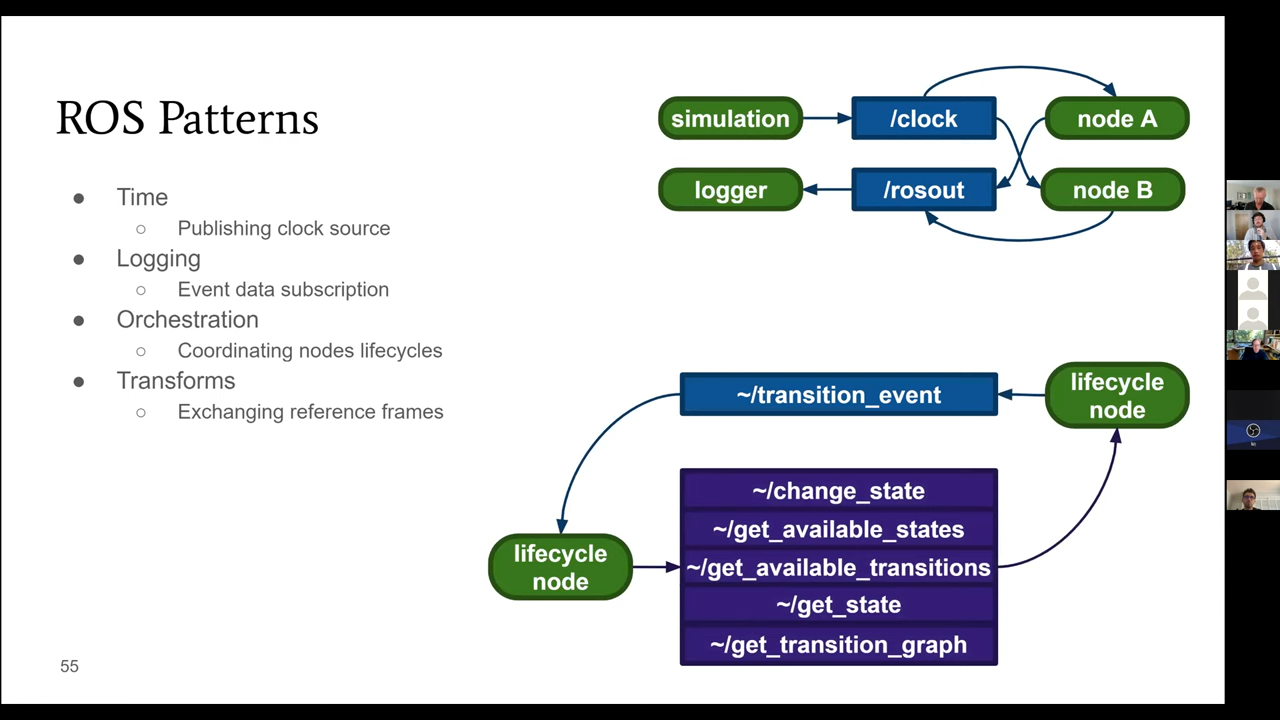 ROS Patterns
● Time
○ Publishing clock source
● Logging
○ Event data subscription
● Orchestration
○ Coordinating nodes lifecycles
● Transforms
○ Exchanging reference frames
simulation
/clock
node A
logger
/rosout
node B
~/transition_event
lifecycle
node
~/change_state
~/get_available_states
~/get_available_transitions
~/get_state
~/get_transition_graph
lifecycle
node
55